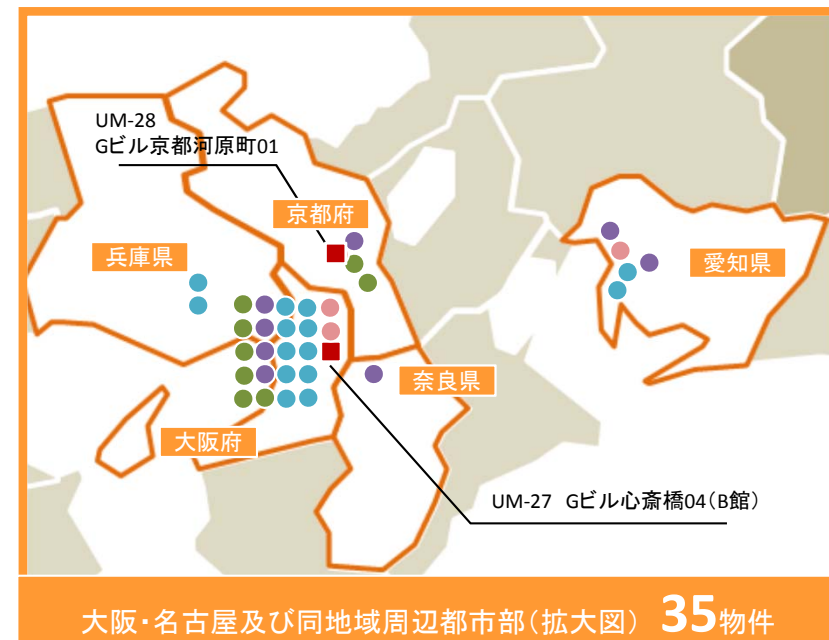 UM-28
Gビル京都河原町01
京都府
兵庫県
愛知県
奈良県
大阪府
UM-27 Gビル心斎橋04(B館)
大阪・名古屋及び同地域周辺都市部(拡大図) 35物件